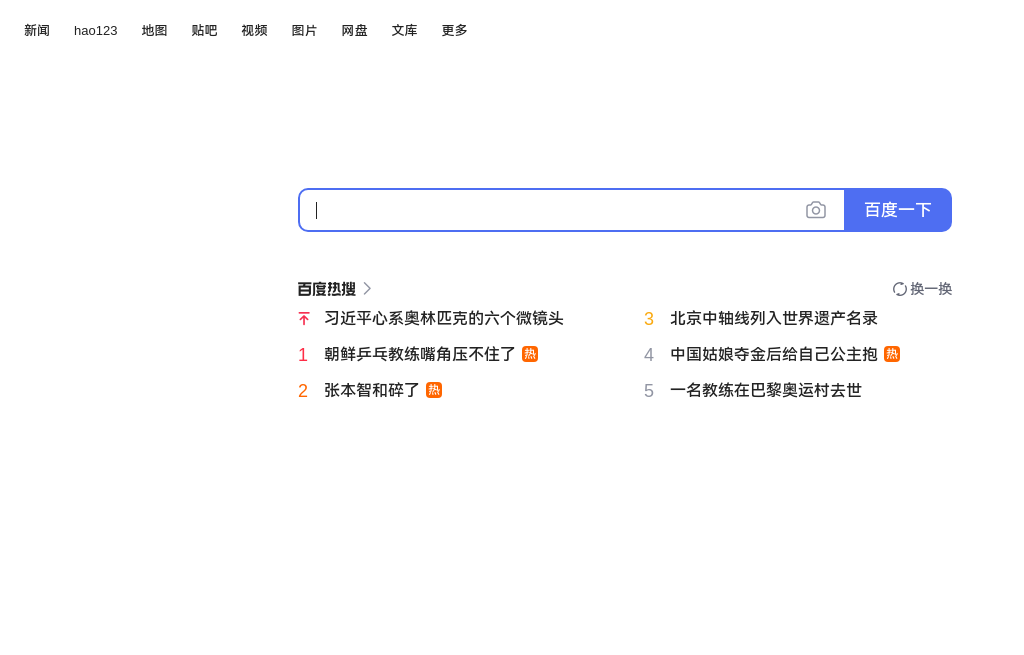 新闻 hao123 地图 贴吧 视频 图片 网盘 文库 更多
百度一下
百度热搜 换一换
习近平心系奥林匹克的六个微镜头
3 北京中轴线列入世界遗产名录
1 朝鲜乒乓教练嘴角压不住了 热
4 中国姑娘夺金后给自己公主抱 热
2 张本智和碎了 热
5 一名教练在巴黎奥运村去世